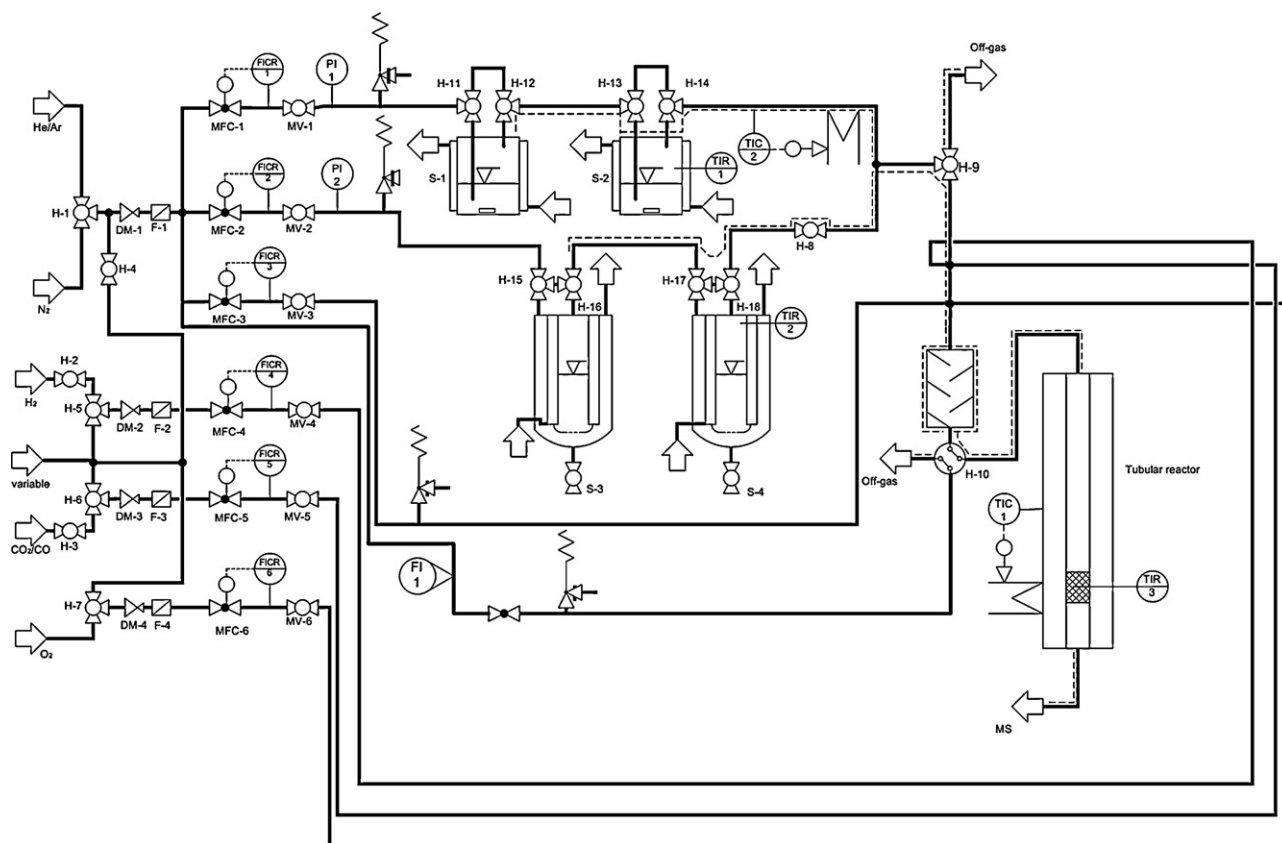 Off-gas
FICR
1
PI
1
He/Ar
MFC-1
MV-1
H-11
H-12
H-13
H-14
TIC
2
TIR
1
H-9
S-1
S-2
FICR
2
PI
2
H-1
DM-1
F-1
MFC-2
MV-2
H-8
H-4
N₂
FICR
3
MFC-3
MV-3
H-15
H-16
H-17
H-18
TIR
2
H-2
H₂
H-5
DM-2
F-2
FICR
4
MFC-4
MV-4
variable
H-6
DM-3
F-3
FICR
5
MFC-5
MV-5
CO₂/CO
H-3
S-3
S-4
Off-gas
H-10
Tubular reactor
TIC
1
H-7
DM-4
F-4
FICR
6
MFC-6
MV-6
O₂
FI
1
TIR
3
MS